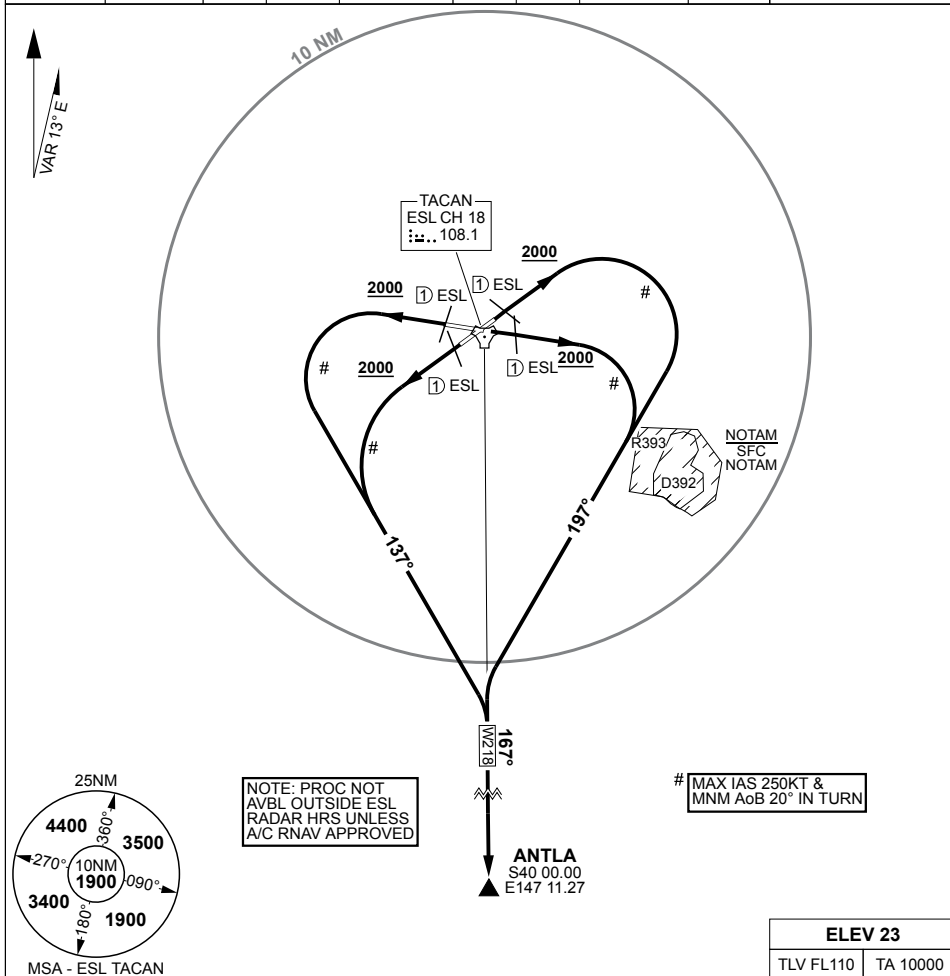 10 NM
VAR 13° E
TACAN
ESL CH 18
108.1
2000
1 ESL
2000
1 ESL
2000
1 ESL
1 ESL
2000
#
#
#
#
R393
D392
NOTAM
SFC
NOTAM
137°
197°
167°
W218
25NM
4400
360°
3500
270°
10NM
1900
090°
3400
180°
1900
MSA - ESL TACAN
NOTE: PROC NOT
AVBL OUTSIDE ESL
RADAR HRS UNLESS
A/C RNAV APPROVED
# MAX IAS 250KT &
MNM AoB 20° IN TURN
ANTLA
S40 00.00
E147 11.27
ELEV 23
TLV FL110
TA 10000